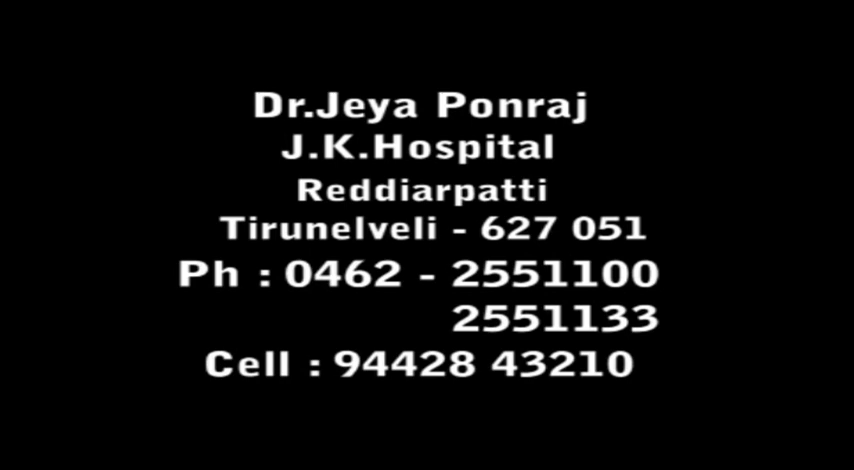 Dr.Jeya Ponraj
J.K.Hospital
Reddiarpatti
Tirunelveli - 627 051
Ph : 0462 - 2551100
2551133
Cell : 94428 43210